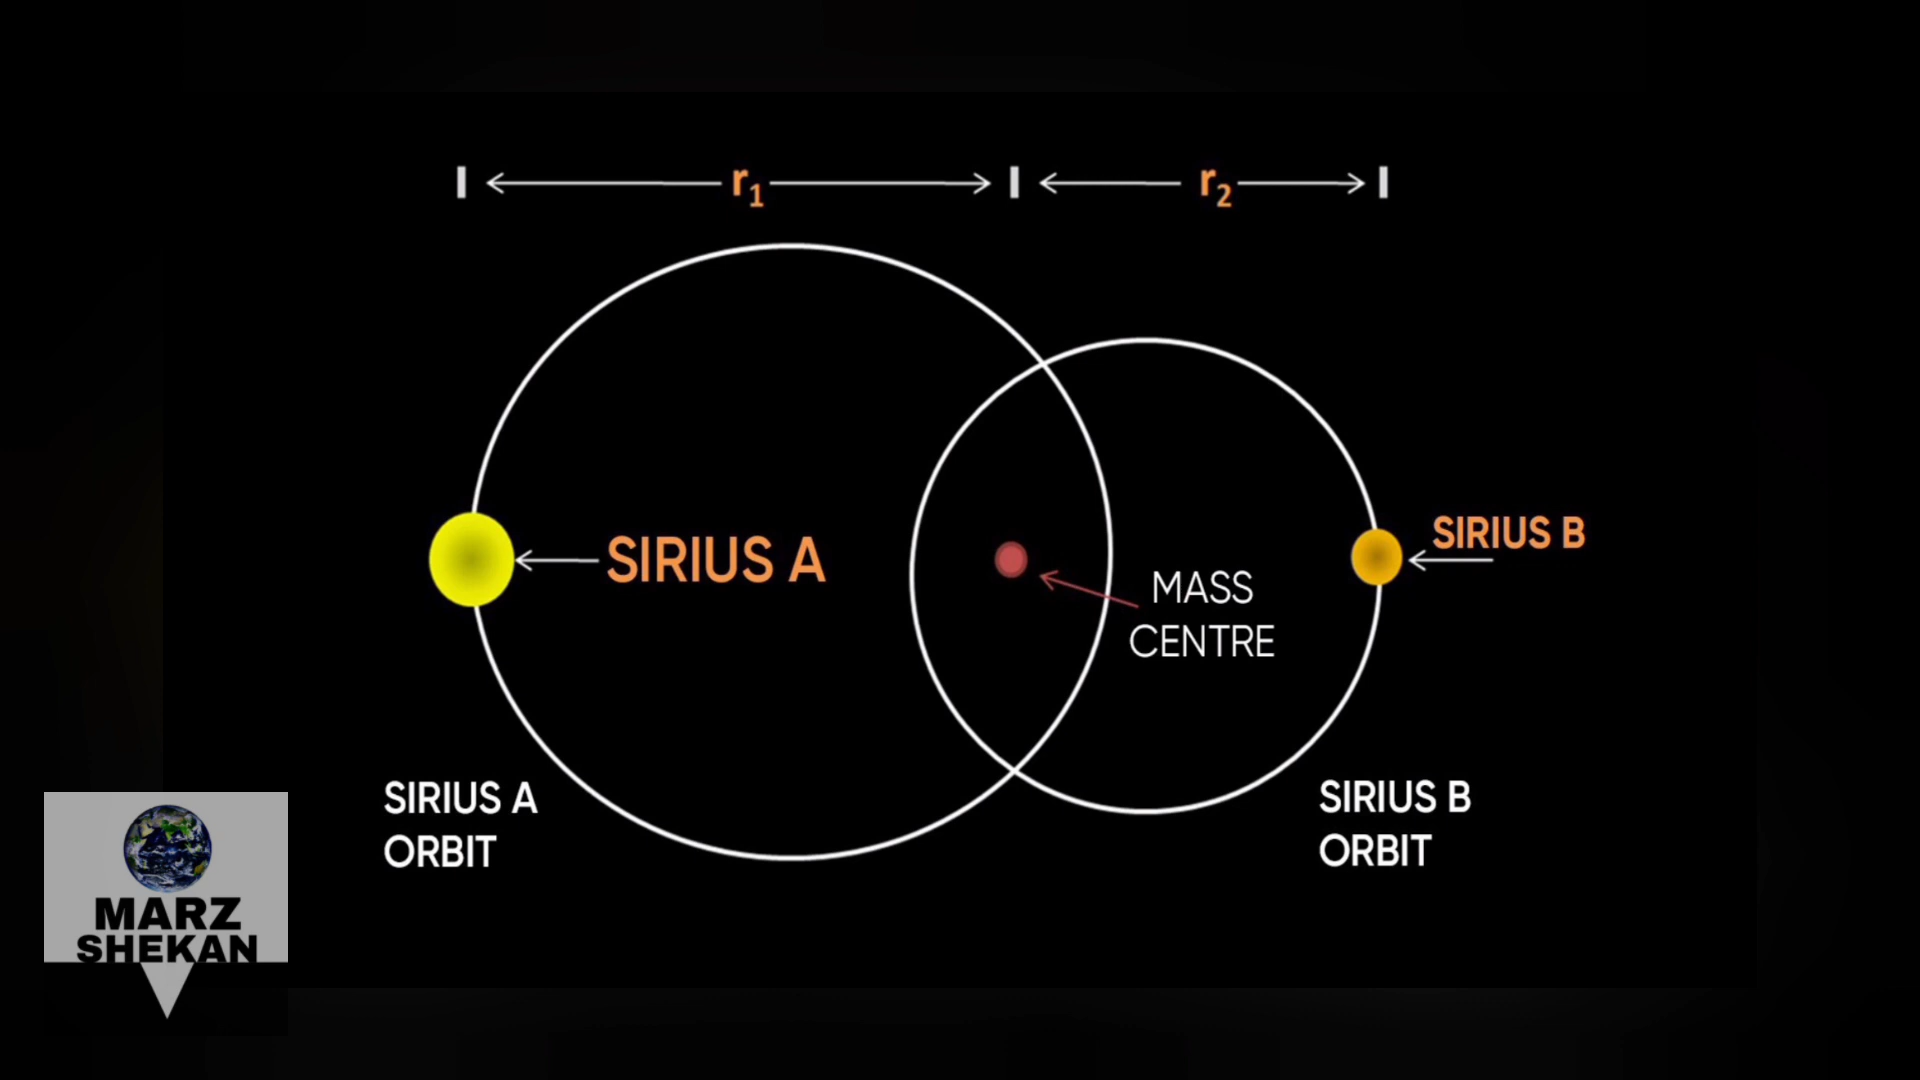 r1
r2
SIRIUS A
SIRIUS B
MASS
CENTRE
SIRIUS A
ORBIT
SIRIUS B
ORBIT
MARZ
SHEKAN